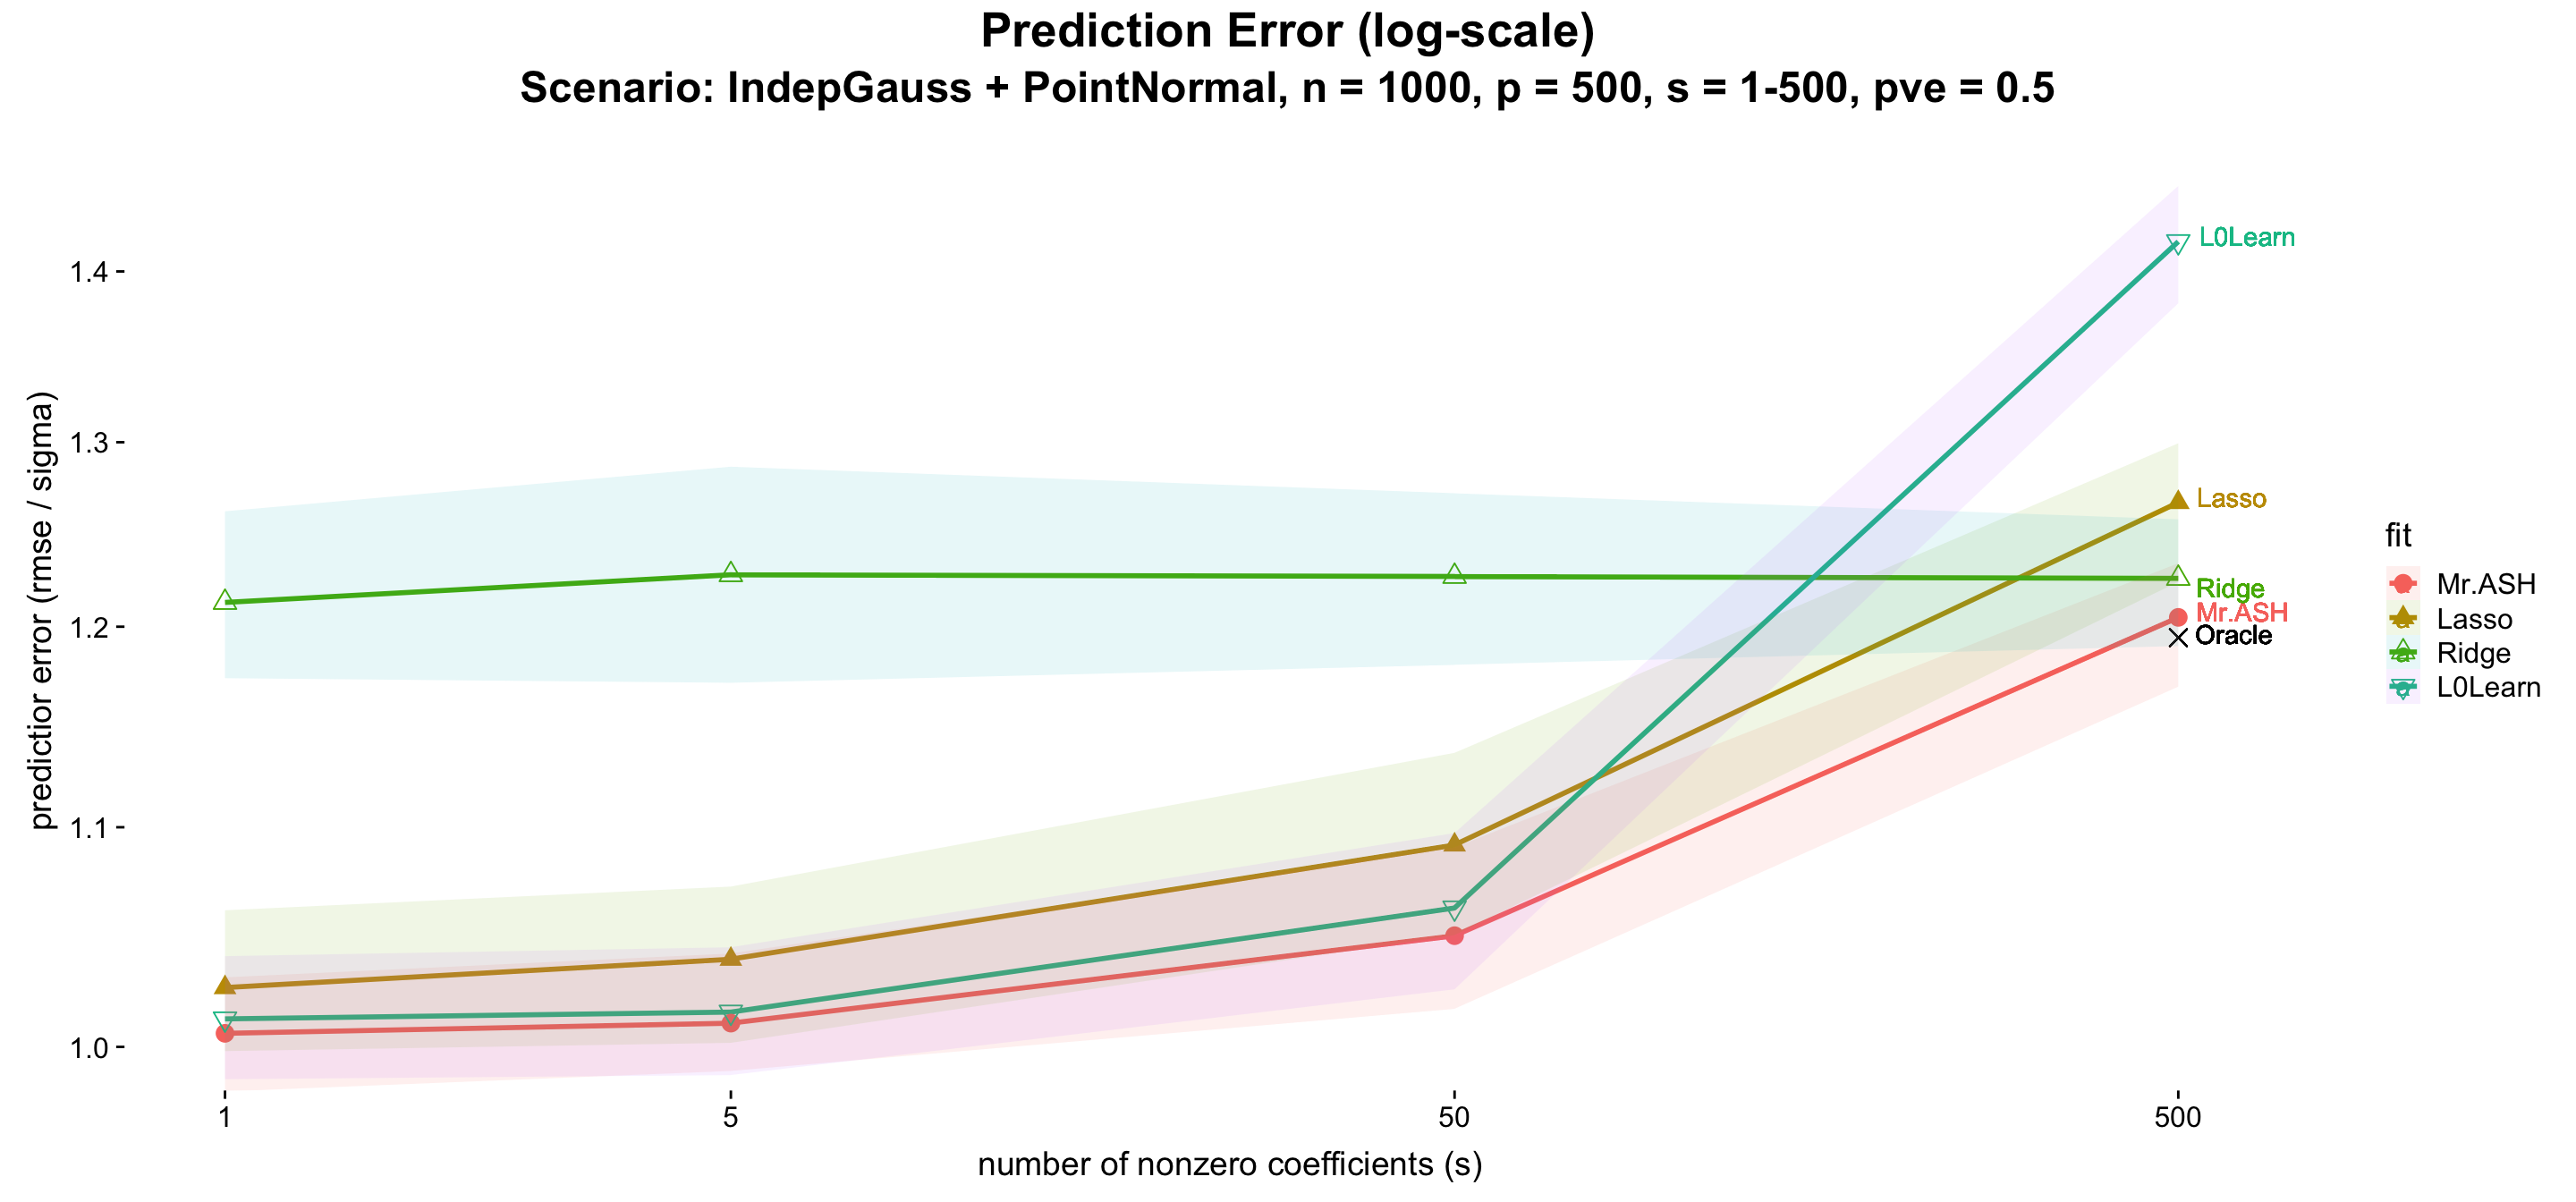 Prediction Error (log-scale)
Scenario: IndepGauss + PointNormal, n = 1000, p = 500, s = 1-500, pve = 0.5
predictior error (rmse / sigma)
1.4
1.3
1.2
1.1
1.0
L0Learn
Lasso
Ridge
Mr.ASH
Oracle
1
5
50
500
number of nonzero coefficients (s)
fit
Mr.ASH
Lasso
Ridge
L0Learn